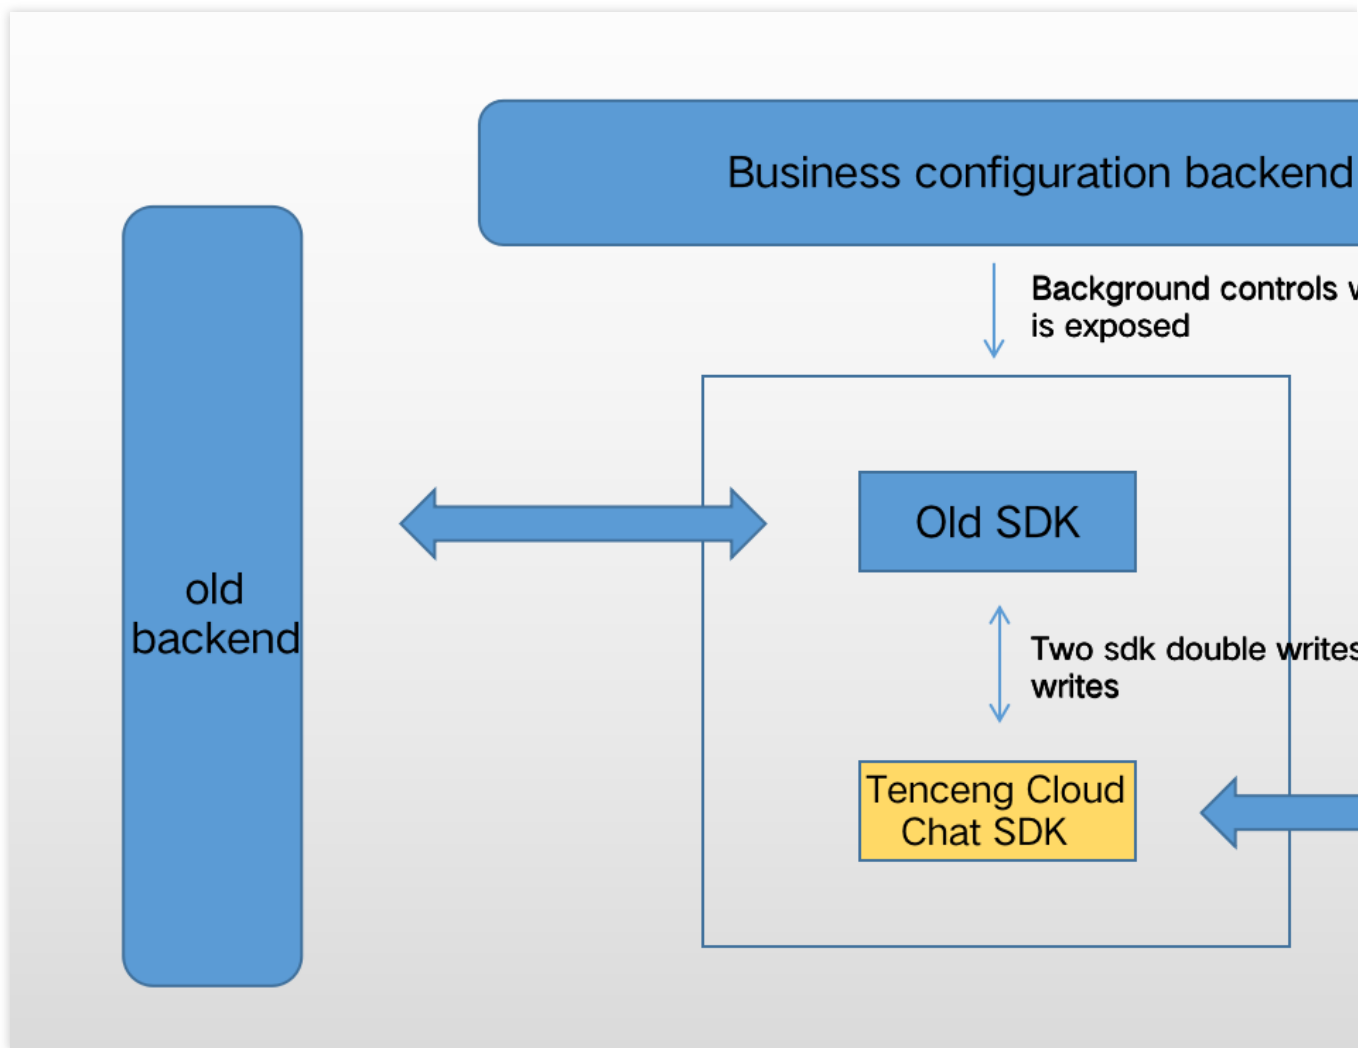 Business configuration backend
Background controls
is exposed
Old SDK
old
backend
Two sdk double writes
writes
Tenceng Cloud
Chat SDK